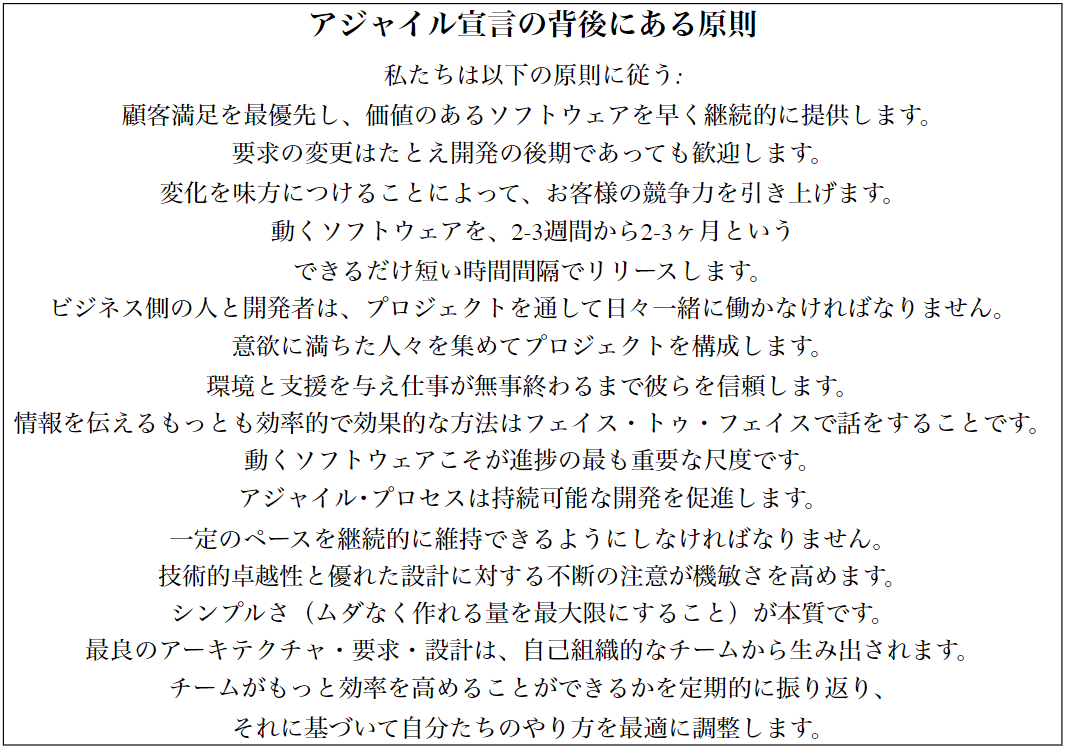 アジャイル宣言の背後にある原則
私たちは以下の原則に従う:
顧客満足を最優先し、価値のあるソフトウェアを早く継続的に提供します。
要求の変更はたとえ開発の後期であっても歓迎します。
変化を味方につけることによって、お客様の競争力を引き上げます。
動くソフトウェアを、2-3週間から2-3ヶ月という
できるだけ短い時間間隔でリリースします。
ビジネス側の人と開発者は、プロジェクトを通して日々一緒に働かなければなりません。
意欲に満ちた人々を集めてプロジェクトを構成します。
環境と支援を与え仕事が無事終わるまで彼らを信頼します。
情報を伝えるもっとも効率的で効果的な方法はフェイス・トゥ・フェイスで話をすることです。
動くソフトウェアこそが進捗の最も重要な尺度です。
アジャイル･プロセスは持続可能な開発を促進します。
一定のペースを継続的に維持できるようにしなければなりません。
技術的卓越性と優れた設計に対する不断の注意が機敏さを高めます。
シンプルさ（ムダなく作れる量を最大限にすること）が本質です。
最良のアーキテクチャ・要求・設計は、自己組織的なチームから生み出されます。
チームがもっと効率を高めることができるかを定期的に振り返り、
それに基づいて自分たちのやり方を最適に調整します。